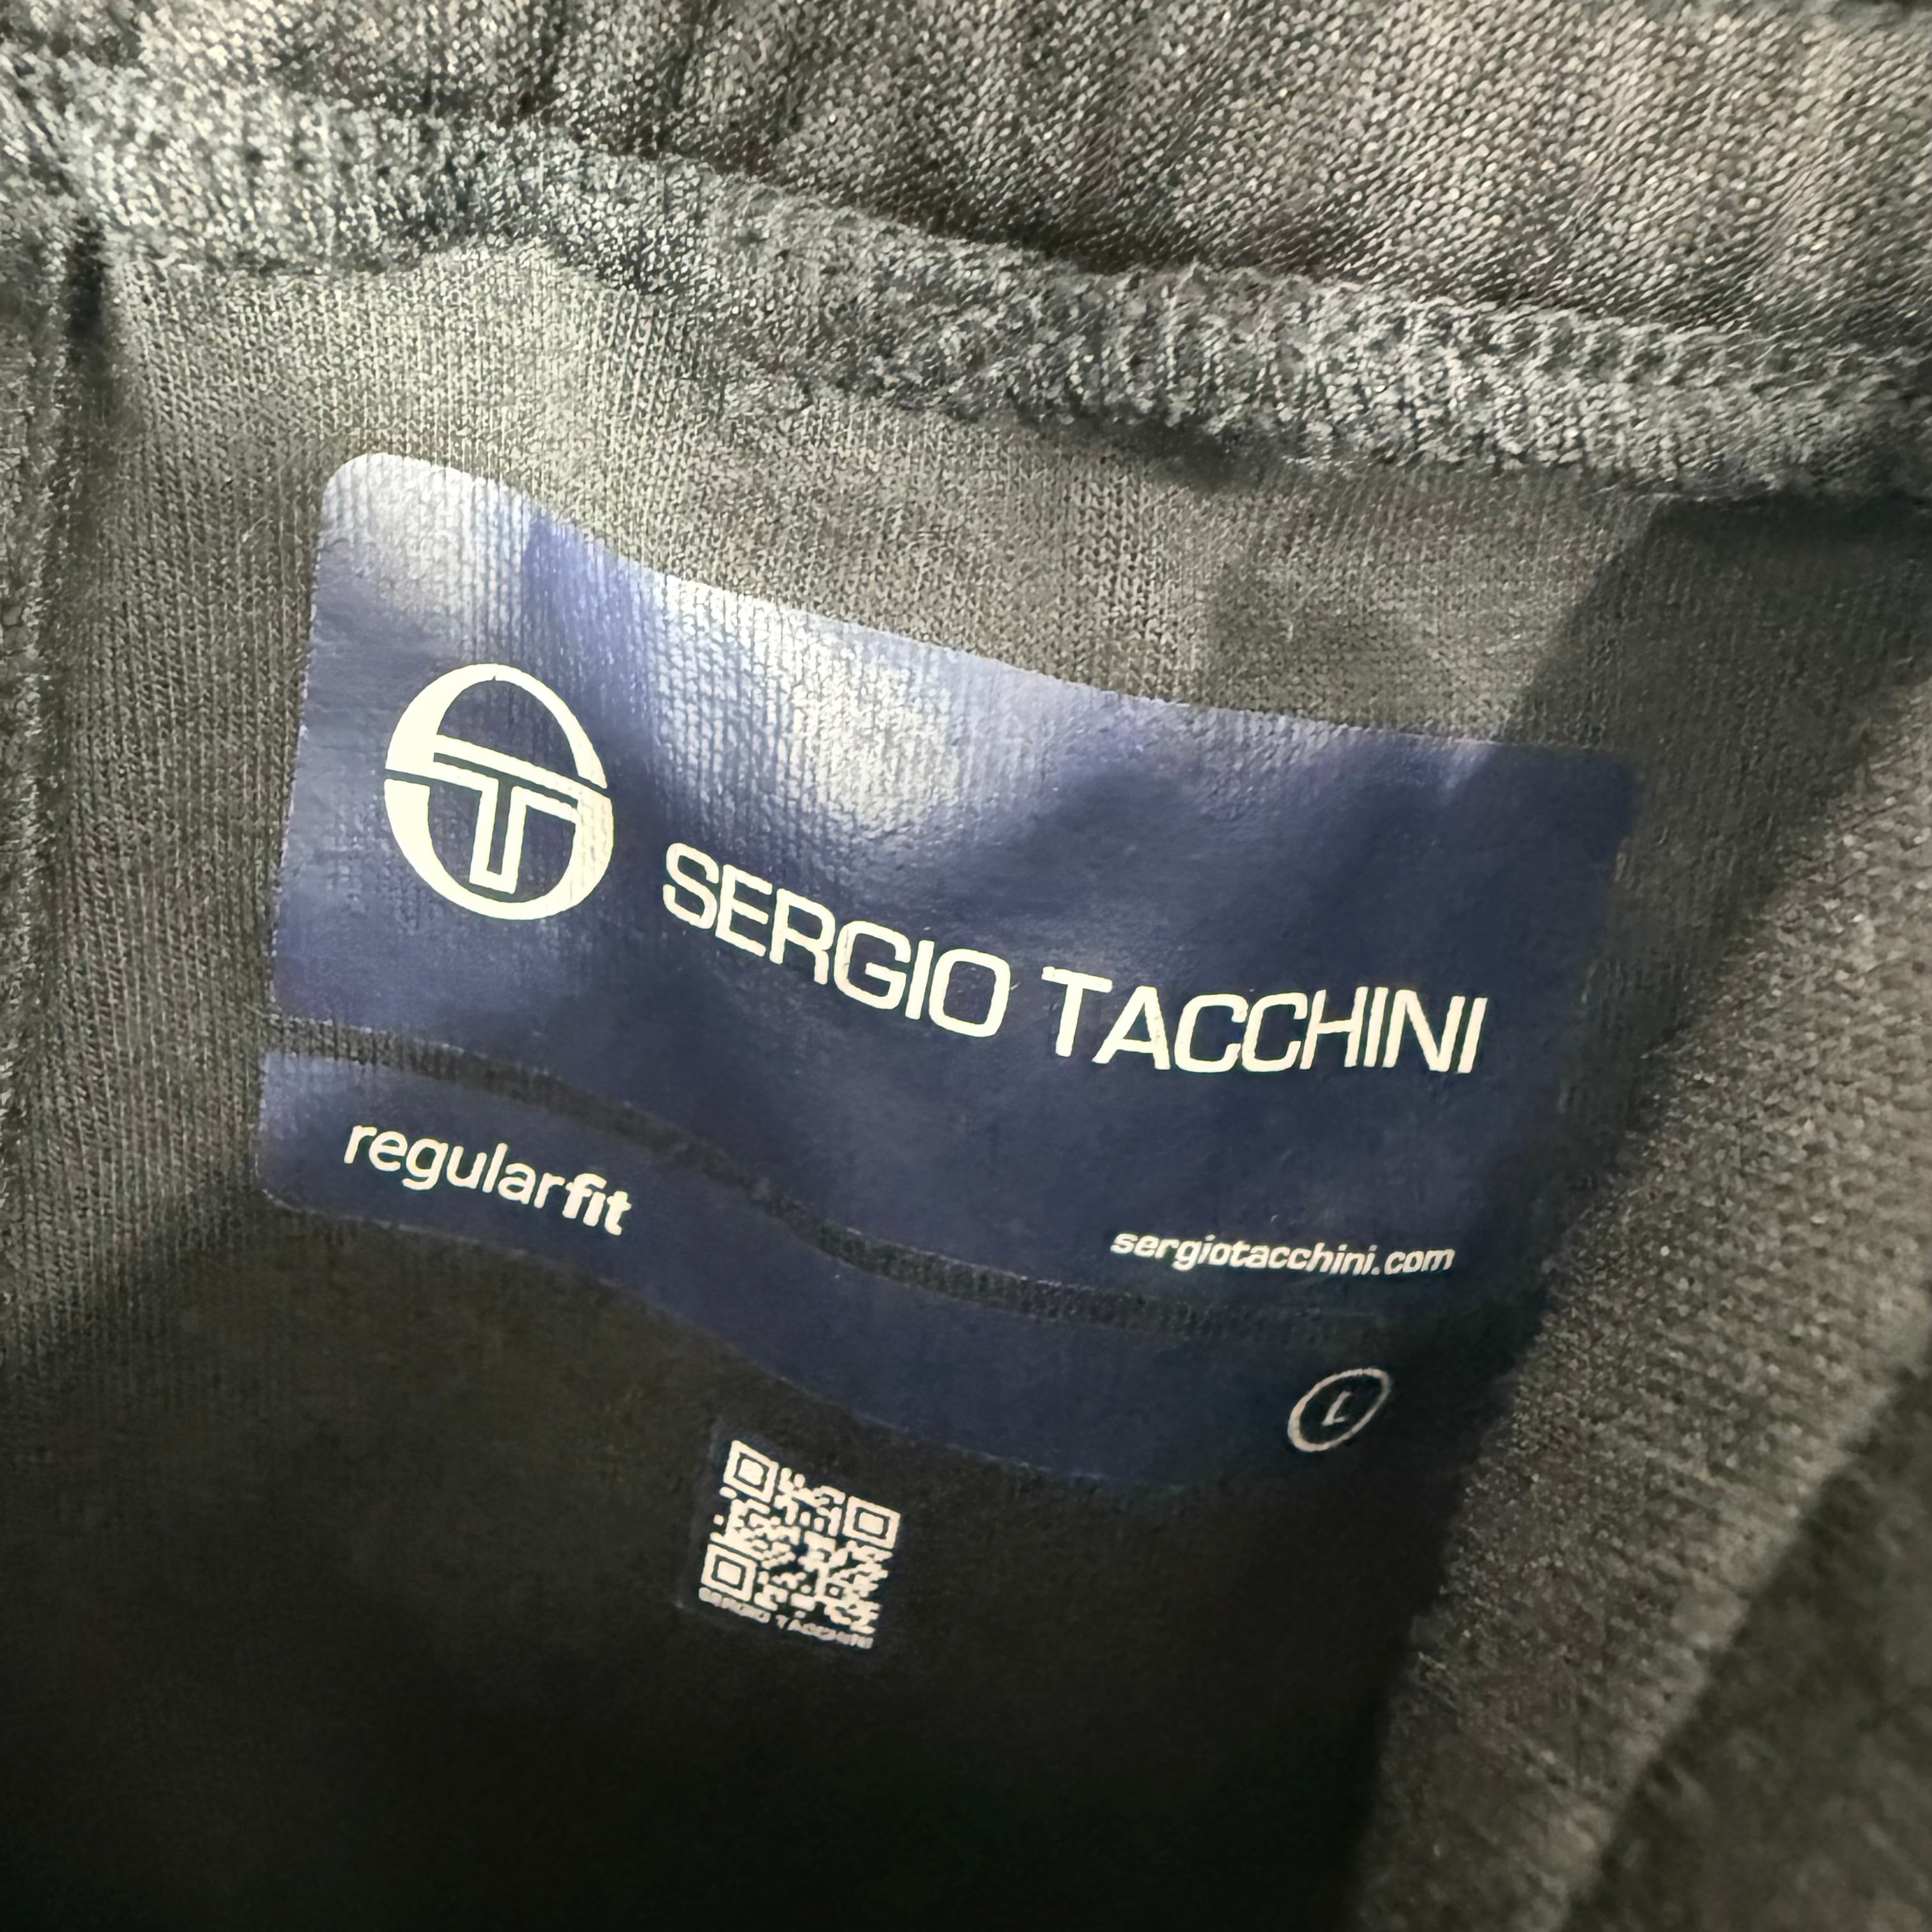 SERGIO TACCHINI
sergiotacchini.com
regularfit
L
SERGIO TACCHINI